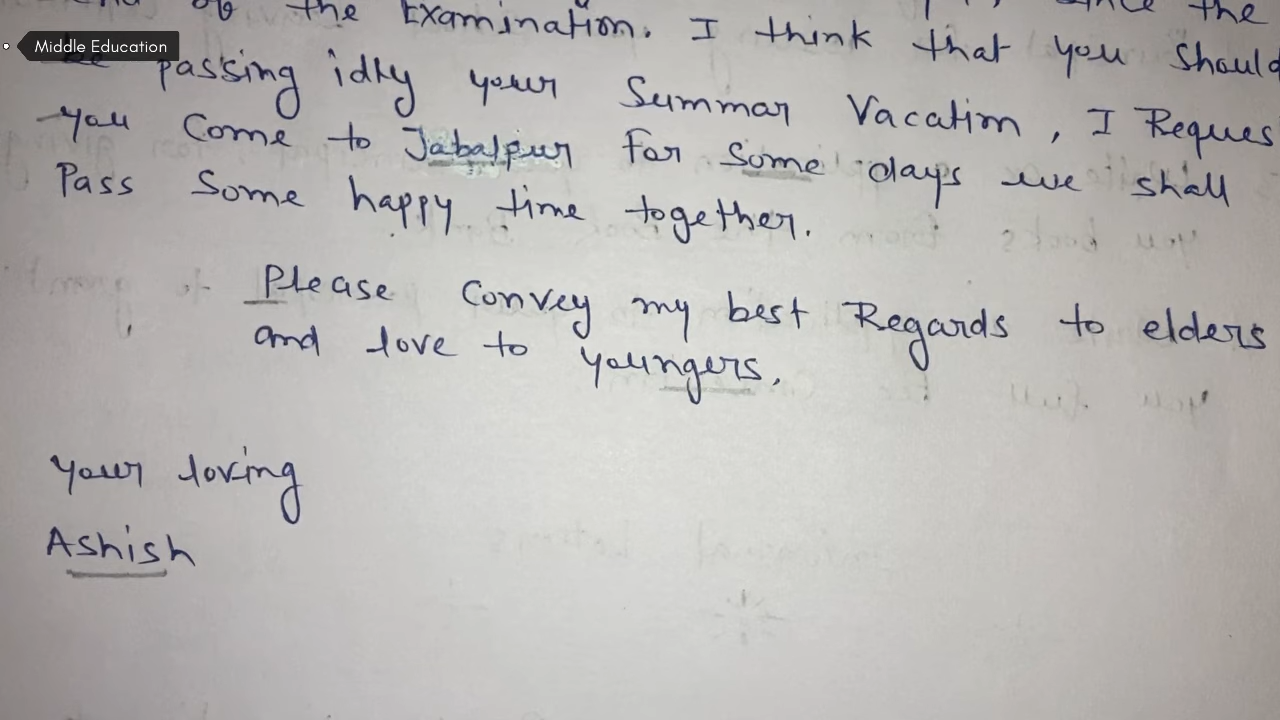 of the Examination. I think that you should
Middle Education
be passing idly your Summar Vacation, I Reques
you Come to Jabalpur for some days we shall
Pass Some happy time together.
Please Convey my best Regards to elders
and love to youngers.
your loving
Ashish